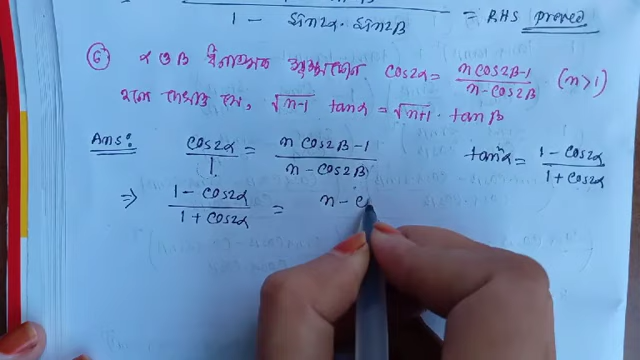 1 - sin2α . sin2β = RHS proved
6 α ও β ধনাত্মক সূক্ষ্মকোণ cos2α = n cos2β-1 / n - cos2β (n>1)
হলে দেখাও যে, √n-1 tanα = √n+1 . tanβ
Ans: cos2α / 1 = n cos2β - 1 / n - cos2β tan²α = 1 - cos2α / 1 + cos2α
⇒ 1 - cos2α / 1 + cos2α = n - c